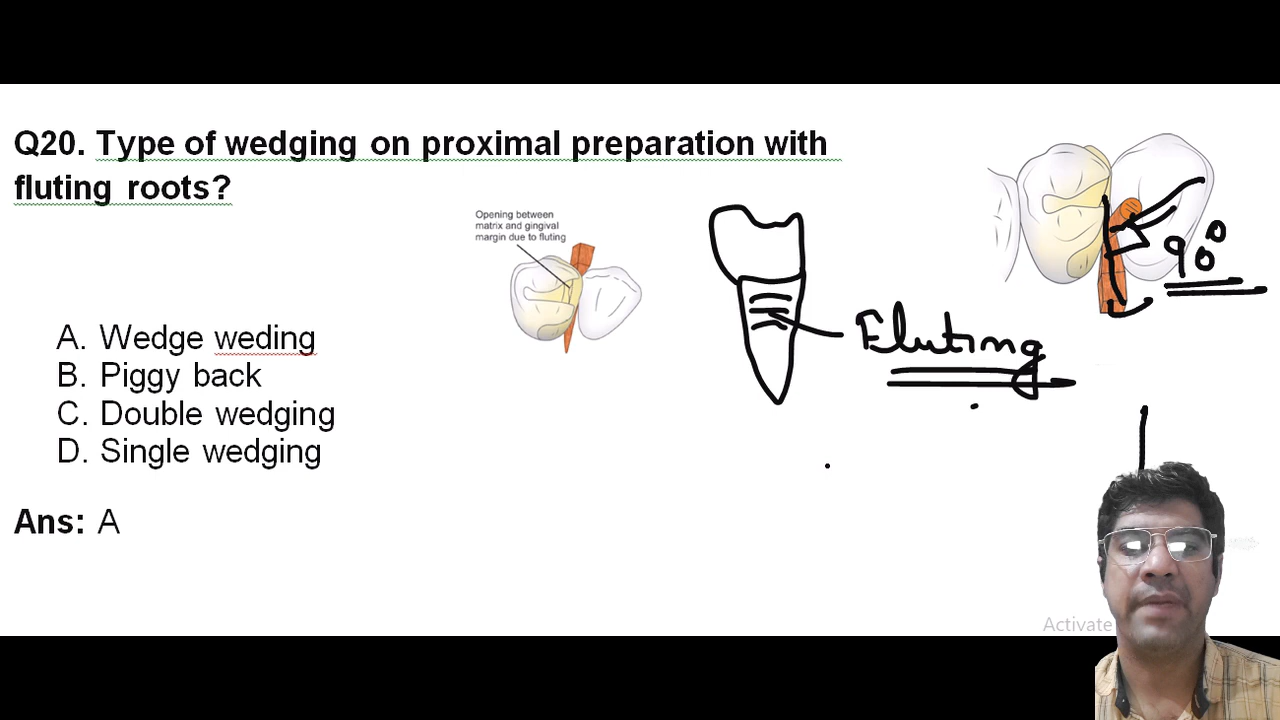 Q20. Type of wedging on proximal preparation with
fluting roots?
Opening between
matrix and gingival
margin due to fluting
90°
Fluting
A. Wedge weding
B. Piggy back
C. Double wedging
D. Single wedging
Ans: A
Activate